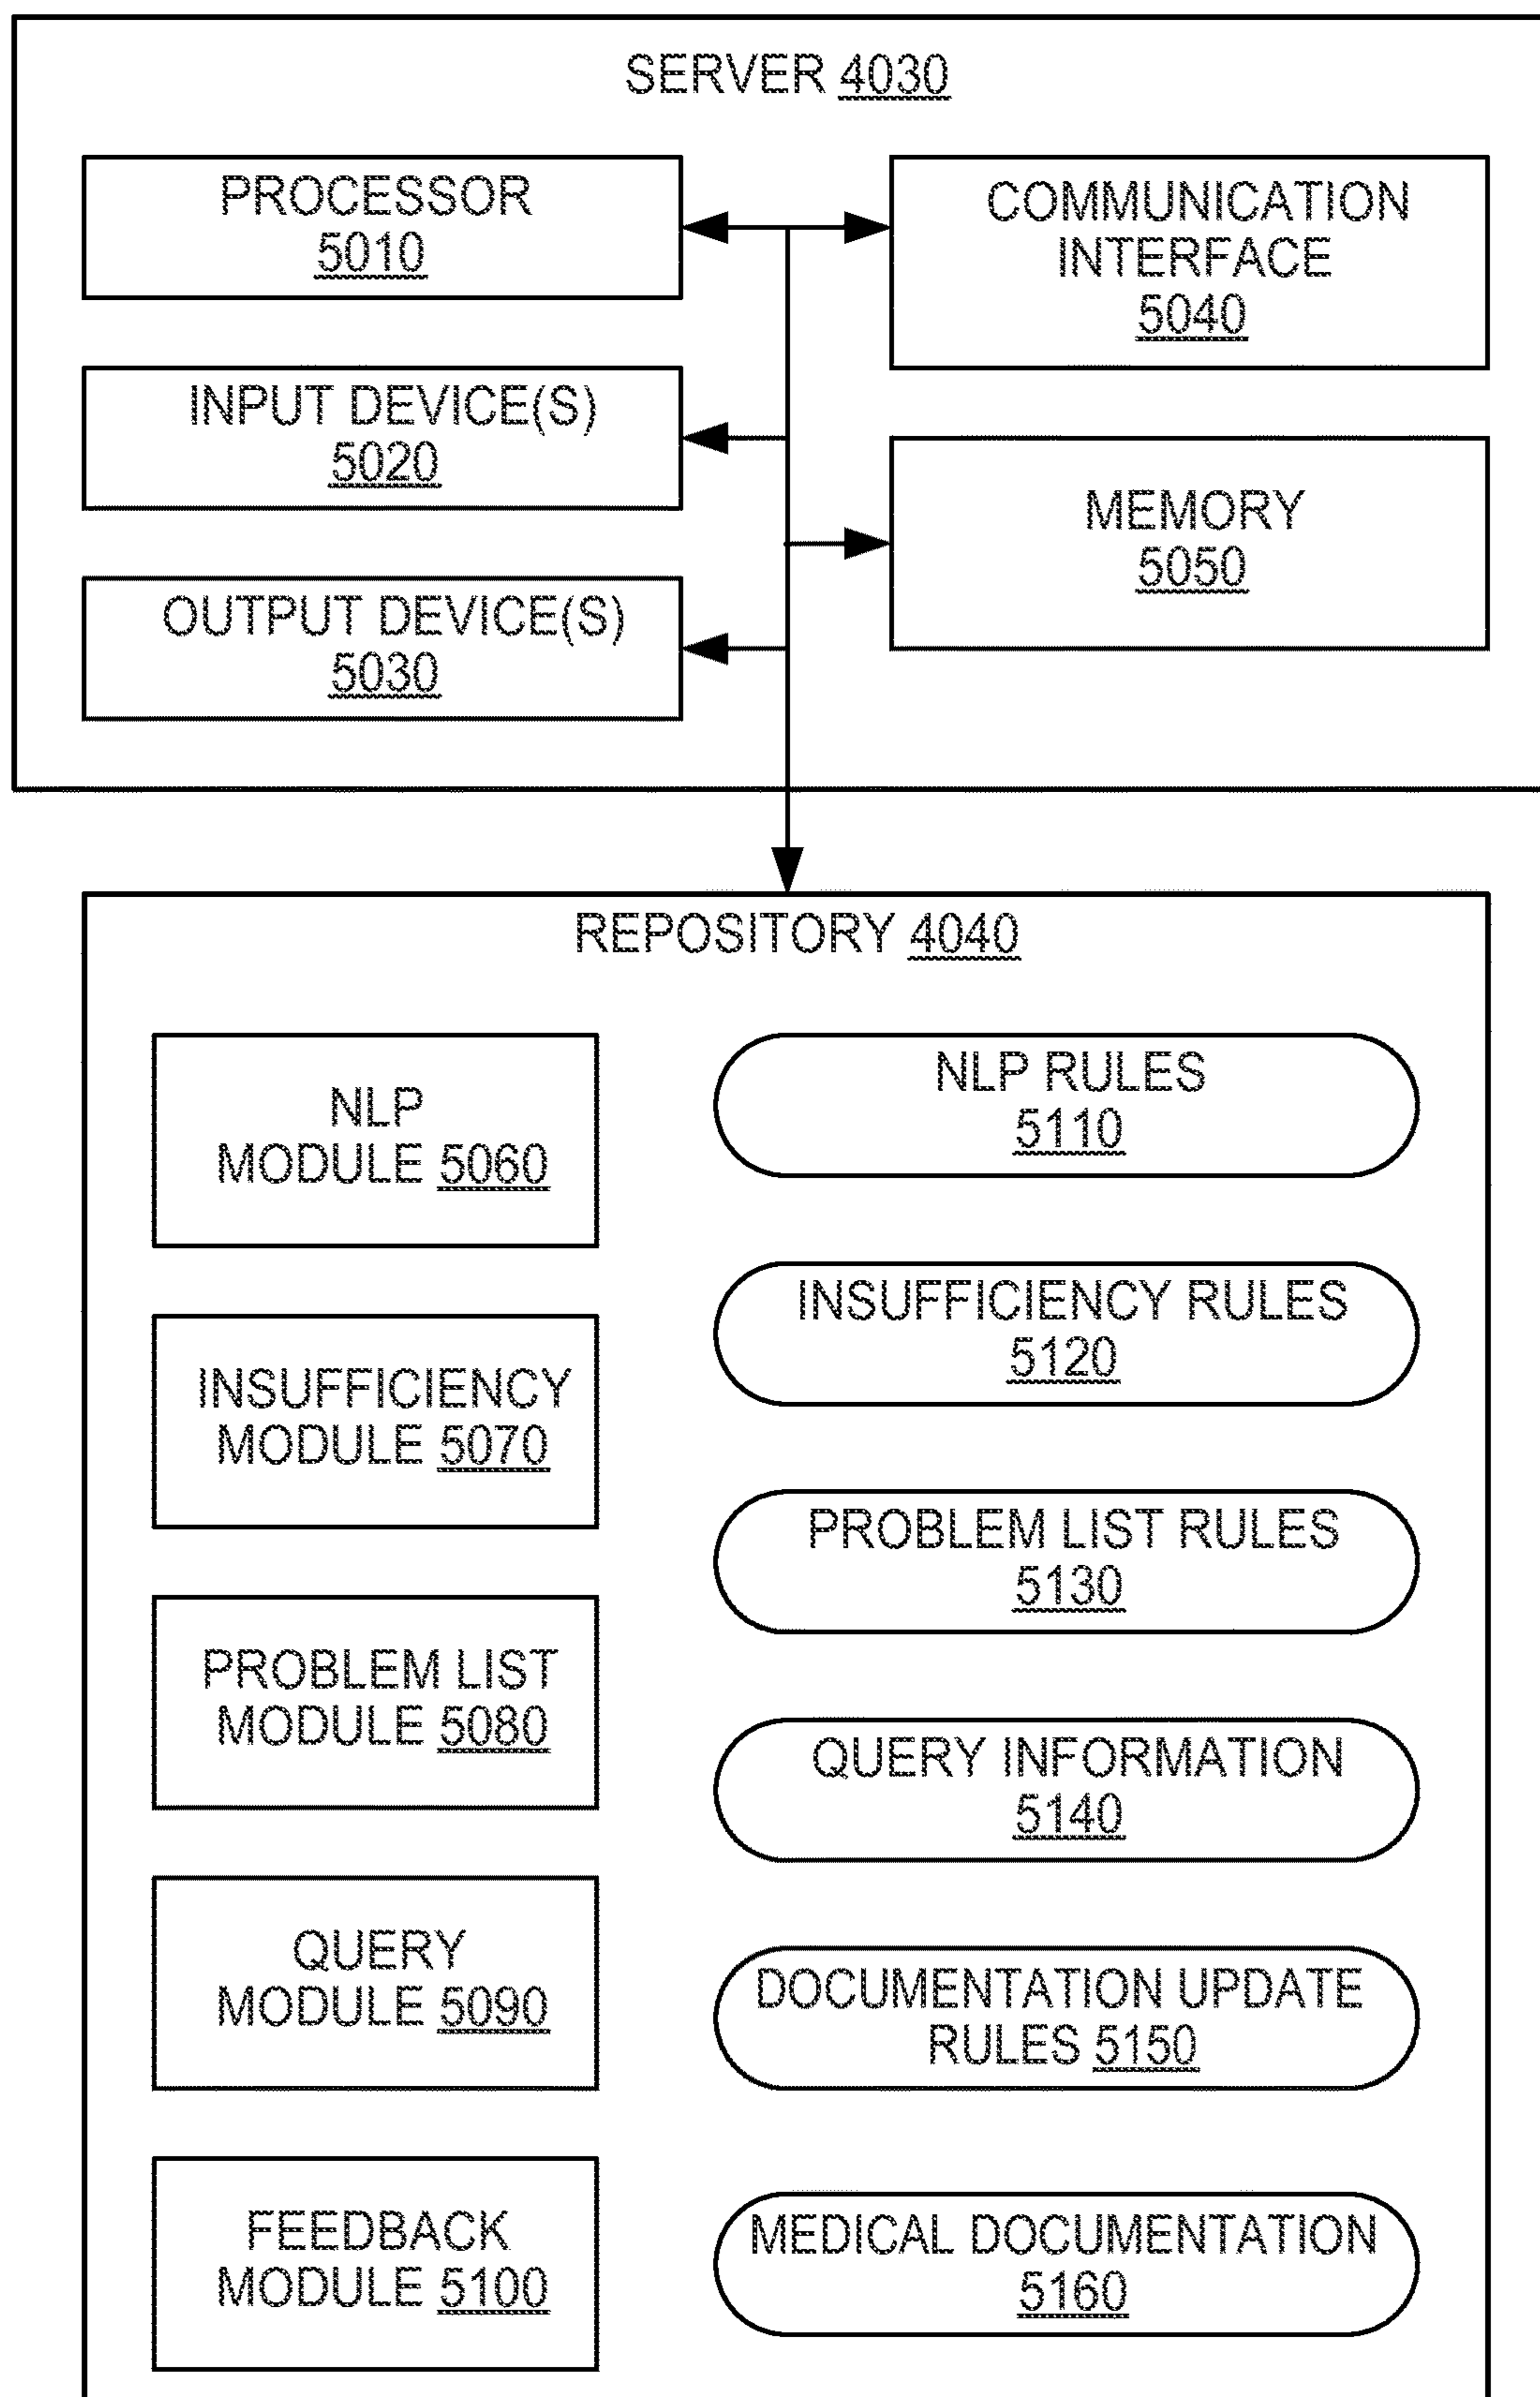 SERVER 4030
PROCESSOR
5010
COMMUNICATION
INTERFACE
5040
INPUT DEVICE(S)
5020
MEMORY
5050
OUTPUT DEVICE(S)
5030
REPOSITORY 4040
NLP
MODULE 5060
INSUFFICIENCY
MODULE 5070
PROBLEM LIST
MODULE 5080
QUERY
MODULE 5090
FEEDBACK
MODULE 5100
NLP RULES
5110
INSUFFICIENCY RULES
5120
PROBLEM LIST RULES
5130
QUERY INFORMATION
5140
DOCUMENTATION UPDATE
RULES 5150
MEDICAL DOCUMENTATION
5160